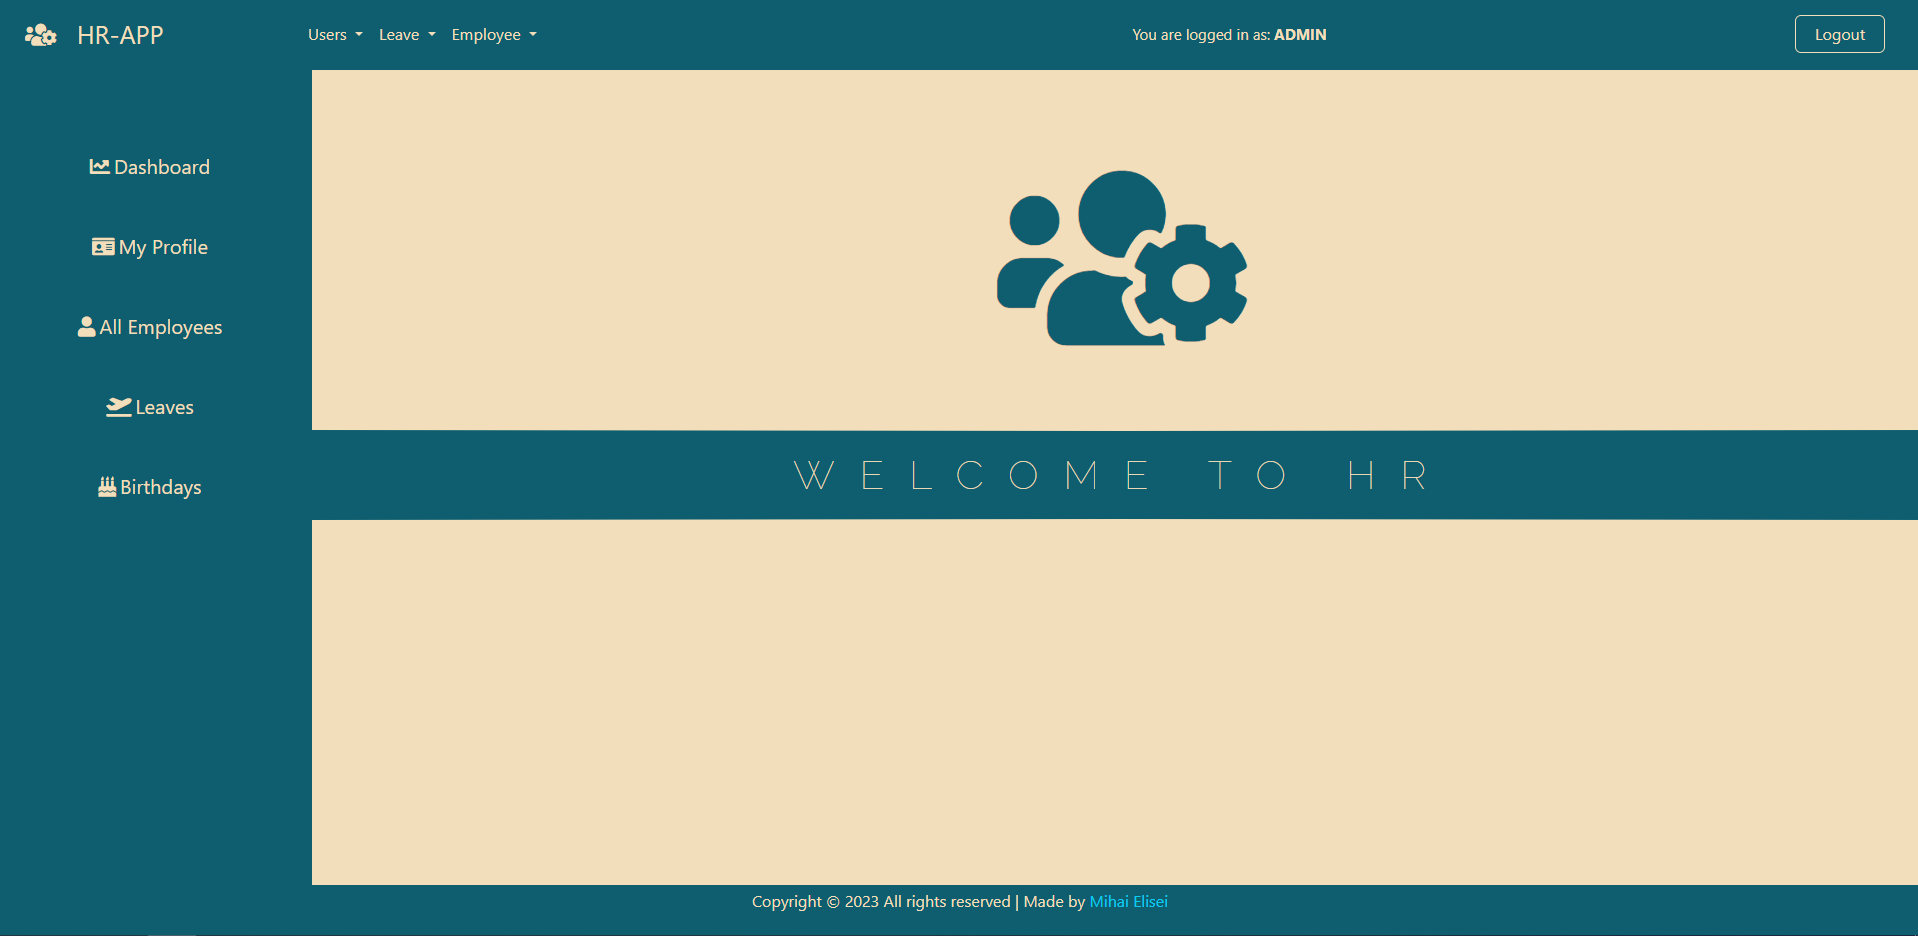 HR-APP
Users
Leave
Employee
You are logged in as: ADMIN
Logout
Dashboard
My Profile
All Employees
Leaves
Birthdays
WELCOME TO HR
Copyright © 2023 All rights reserved | Made by Mihai Elisei